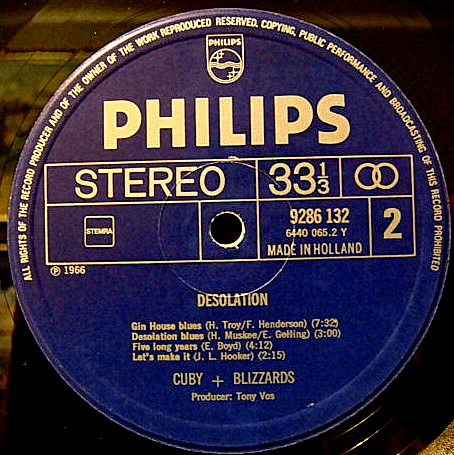 ALL RIGHTS OF THE RECORD PRODUCER AND OF THE OWNER OF THE WORK REPRODUCED RESERVED. COPYING, PUBLIC PERFORMANCE AND BROADCASTING OF THIS RECORD PROHIBITED
PHILIPS
PHILIPS
STEREO 33 1/3
STEMRA
9286 132
6440 065.2 Y
MADE IN HOLLAND
2
℗ 1966
DESOLATION
Gin House blues (H. Troy/F. Henderson) (7:32)
Desolation blues (H. Muskee/E. Gelling) (3:00)
Five long years (E. Boyd) (4:12)
Let's make it (J. L. Hooker) (2:15)
CUBY + BLIZZARDS
Producer: Tony Vos